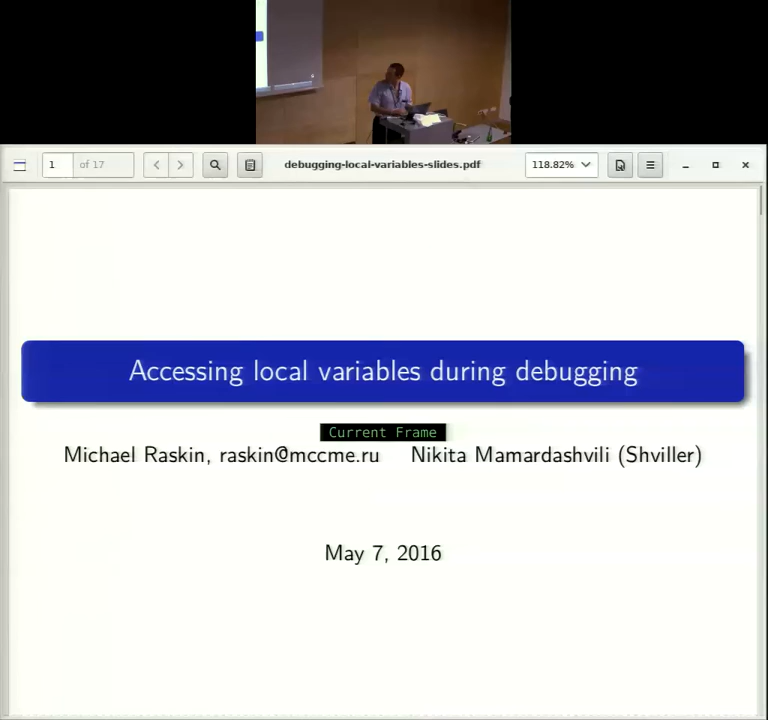 1 of 17 debugging-local-variables-slides.pdf 118.82%
Accessing local variables during debugging
Current Frame
Michael Raskin, raskin@mccme.ru Nikita Mamardashvili (Shviller)
May 7, 2016